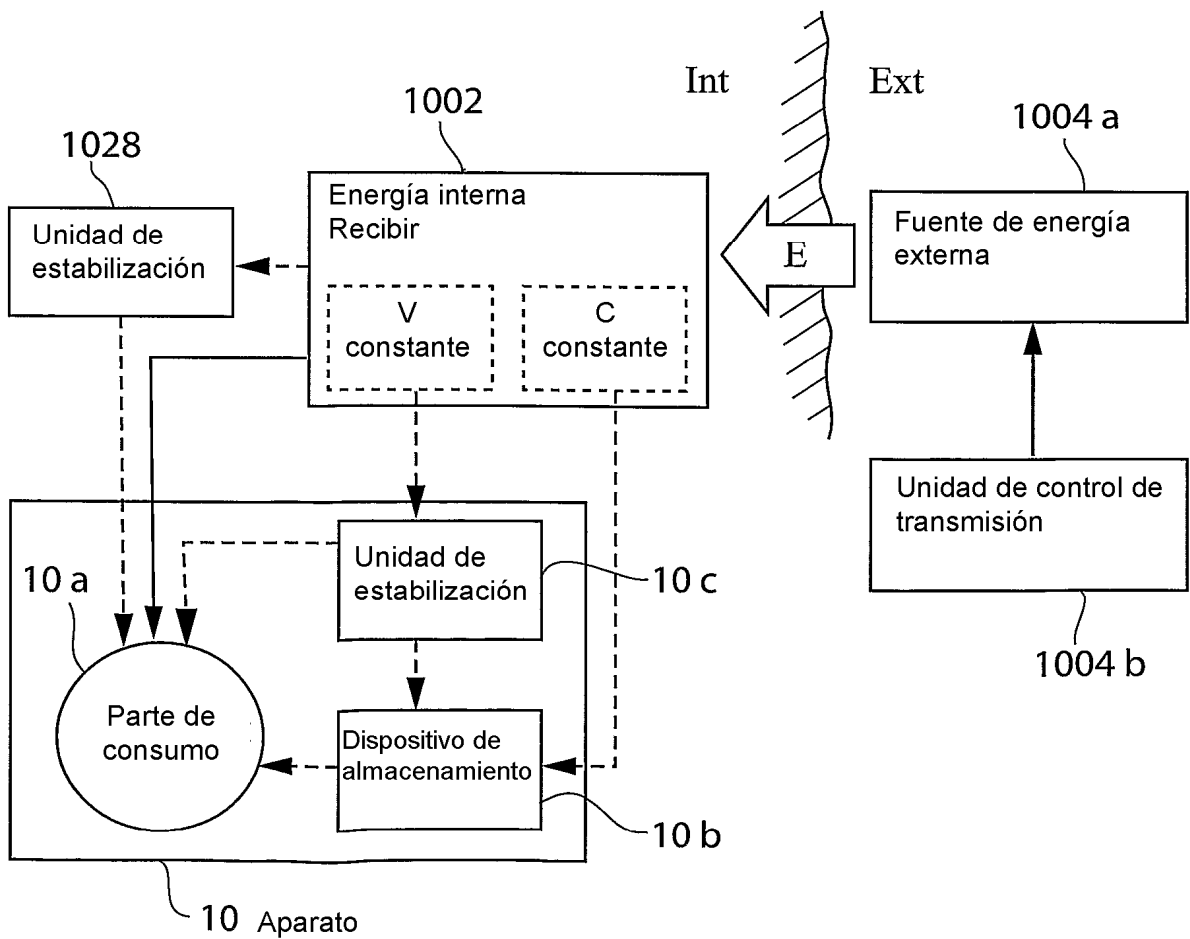 Int
Ext
1002
1004 a
1028
Energía interna
Recibir
Fuente de energía
externa
Unidad de
estabilización
E
V
constante
C
constante
Unidad de control de
transmisión
Unidad de
estabilización
10 a
10 c
1004 b
Parte de
consumo
Dispositivo de
almacenamiento
10 b
10 Aparato